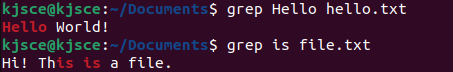 kjsce@kjsce:~/Documents$ grep Hello hello.txt
Hello World!
kjsce@kjsce:~/Documents$ grep is file.txt
Hi! This is a file.